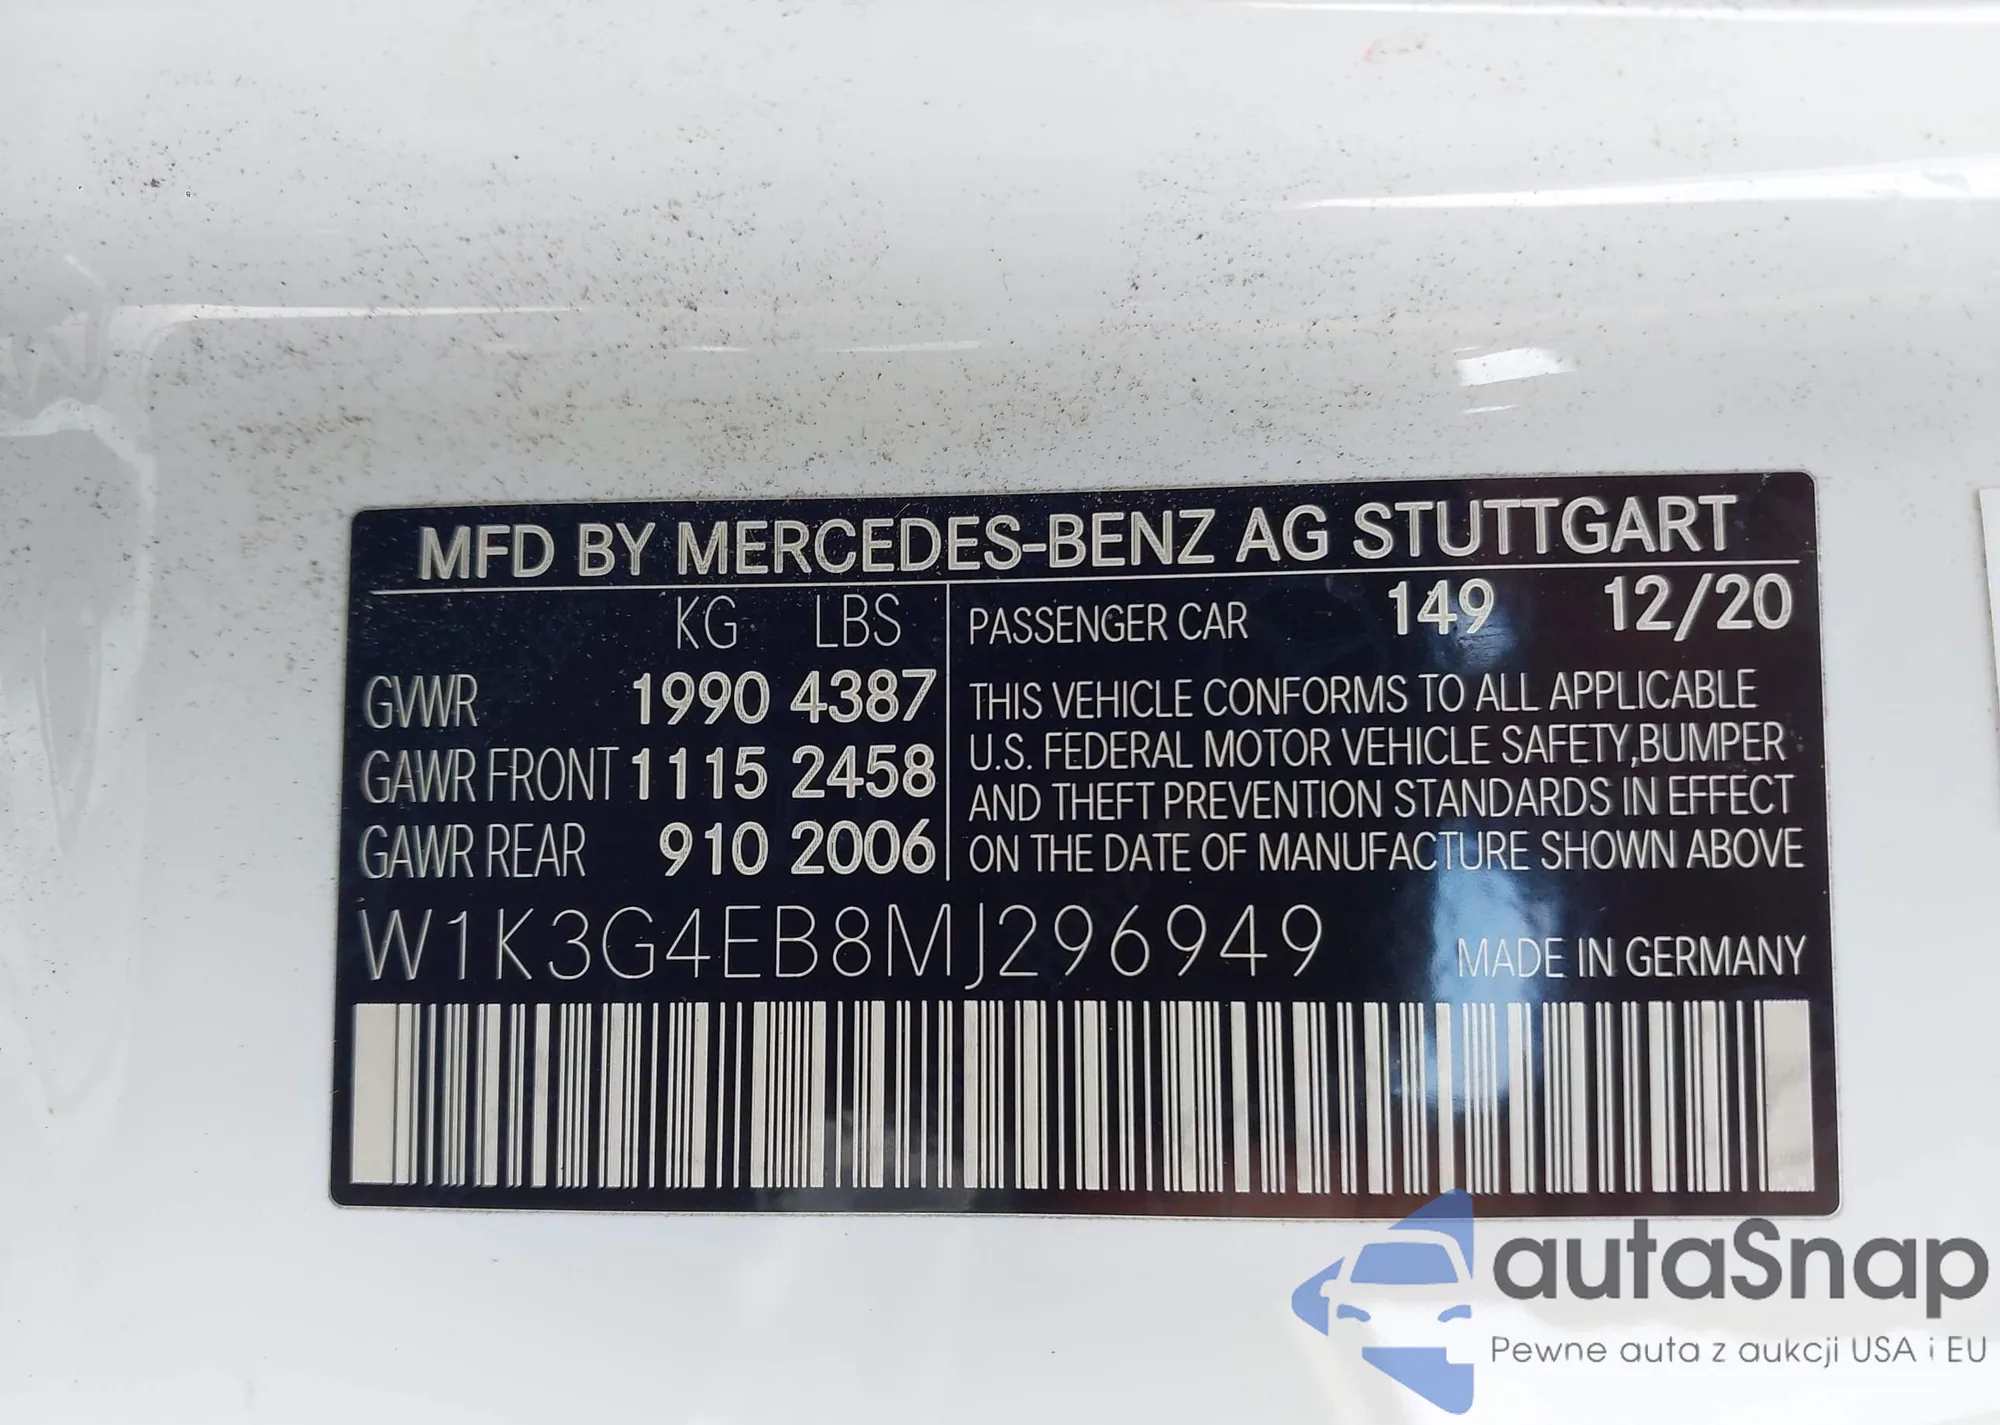 MFD BY MERCEDES-BENZ AG STUTTGART
KG LBS
GVWR 1990 4387
GAWR FRONT 1115 2458
GAWR REAR 910 2006
PASSENGER CAR 149 12/20
THIS VEHICLE CONFORMS TO ALL APPLICABLE
U.S. FEDERAL MOTOR VEHICLE SAFETY,BUMPER
AND THEFT PREVENTION STANDARDS IN EFFECT
ON THE DATE OF MANUFACTURE SHOWN ABOVE
W1K3G4EB8MJ296949
MADE IN GERMANY
autaSnap
Pewne auta z aukcji USA i EU